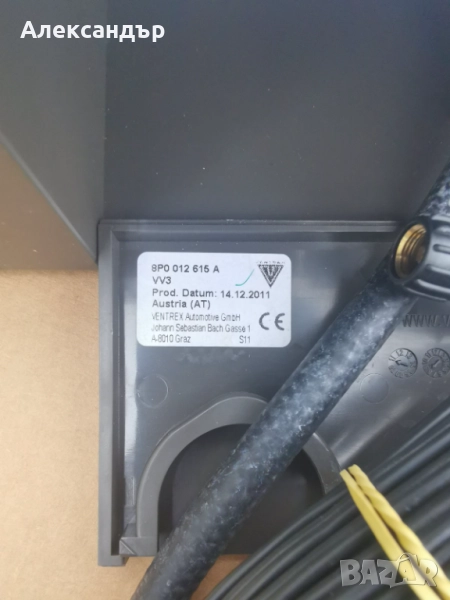 Александър
8P0 012 615 A
VV3
Prod. Datum: 14.12.2011
Austria (AT)
VENTREX Automotive GmbH
Johann Sebastian Bach Gasse 1
A-8010 Graz S11
CE
BAZAR